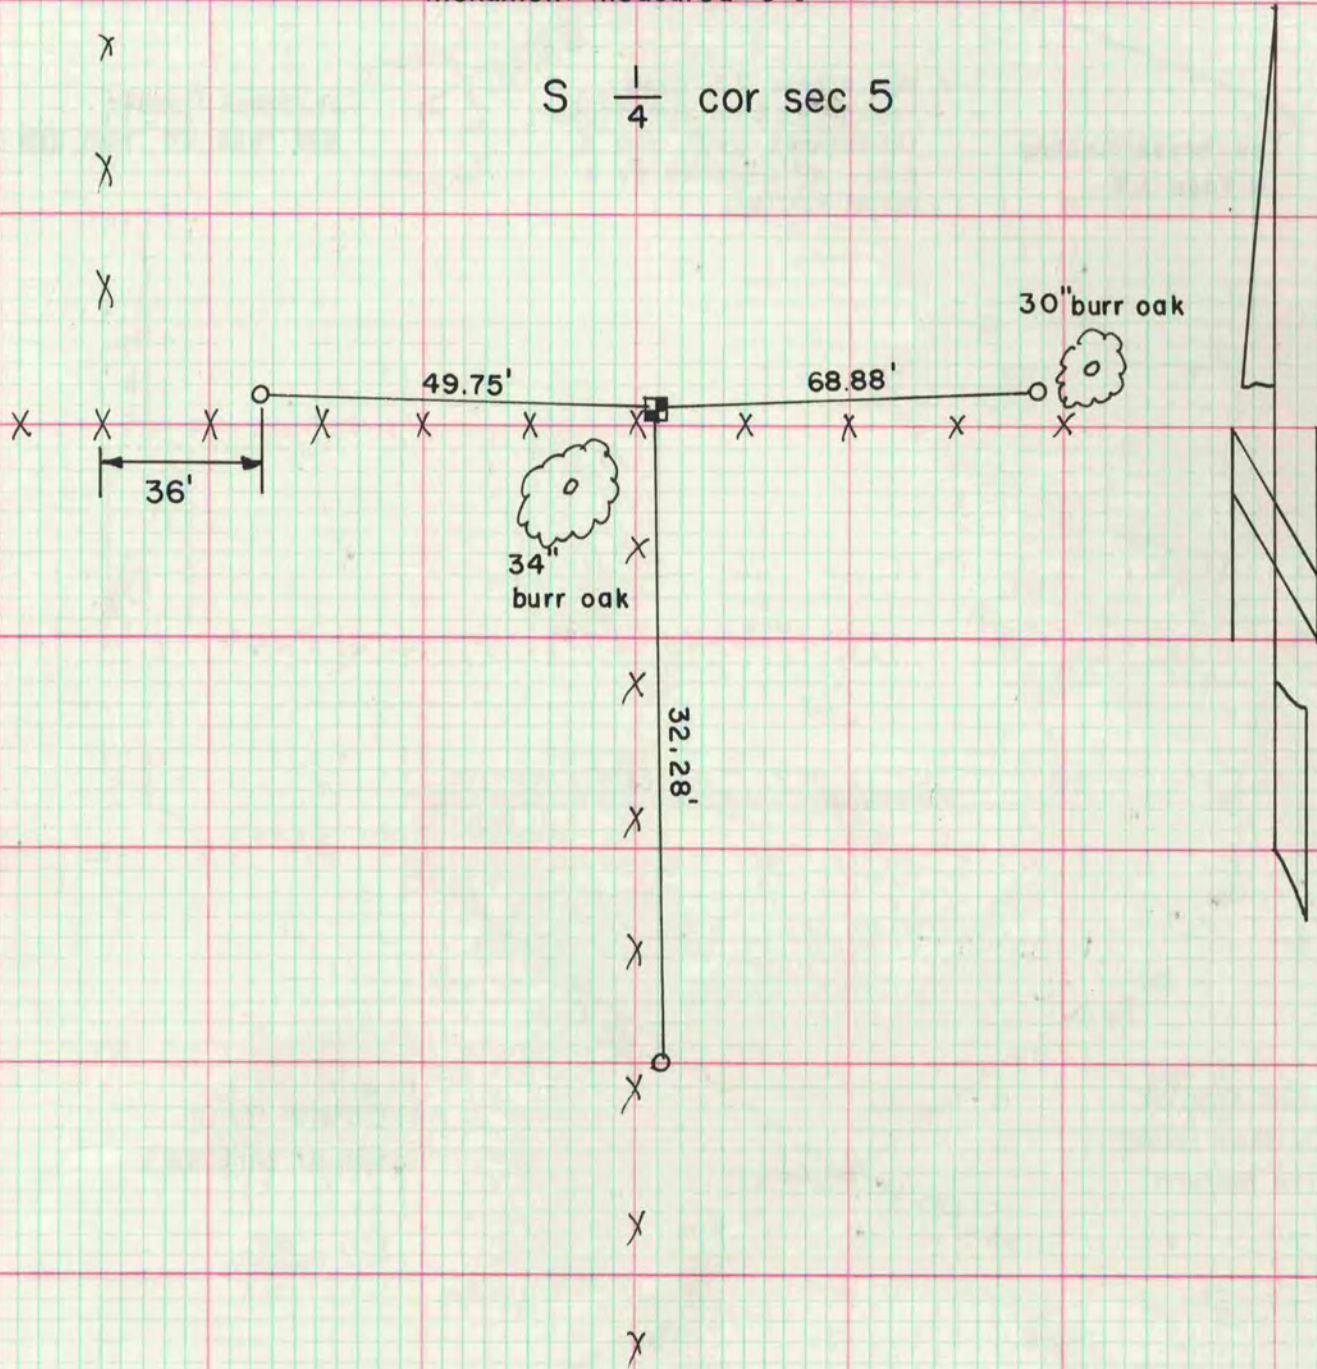 S 1/4 cor sec 5
30" burr oak
49.75'
68.88'
36'
34"
burr oak
32.28'
N